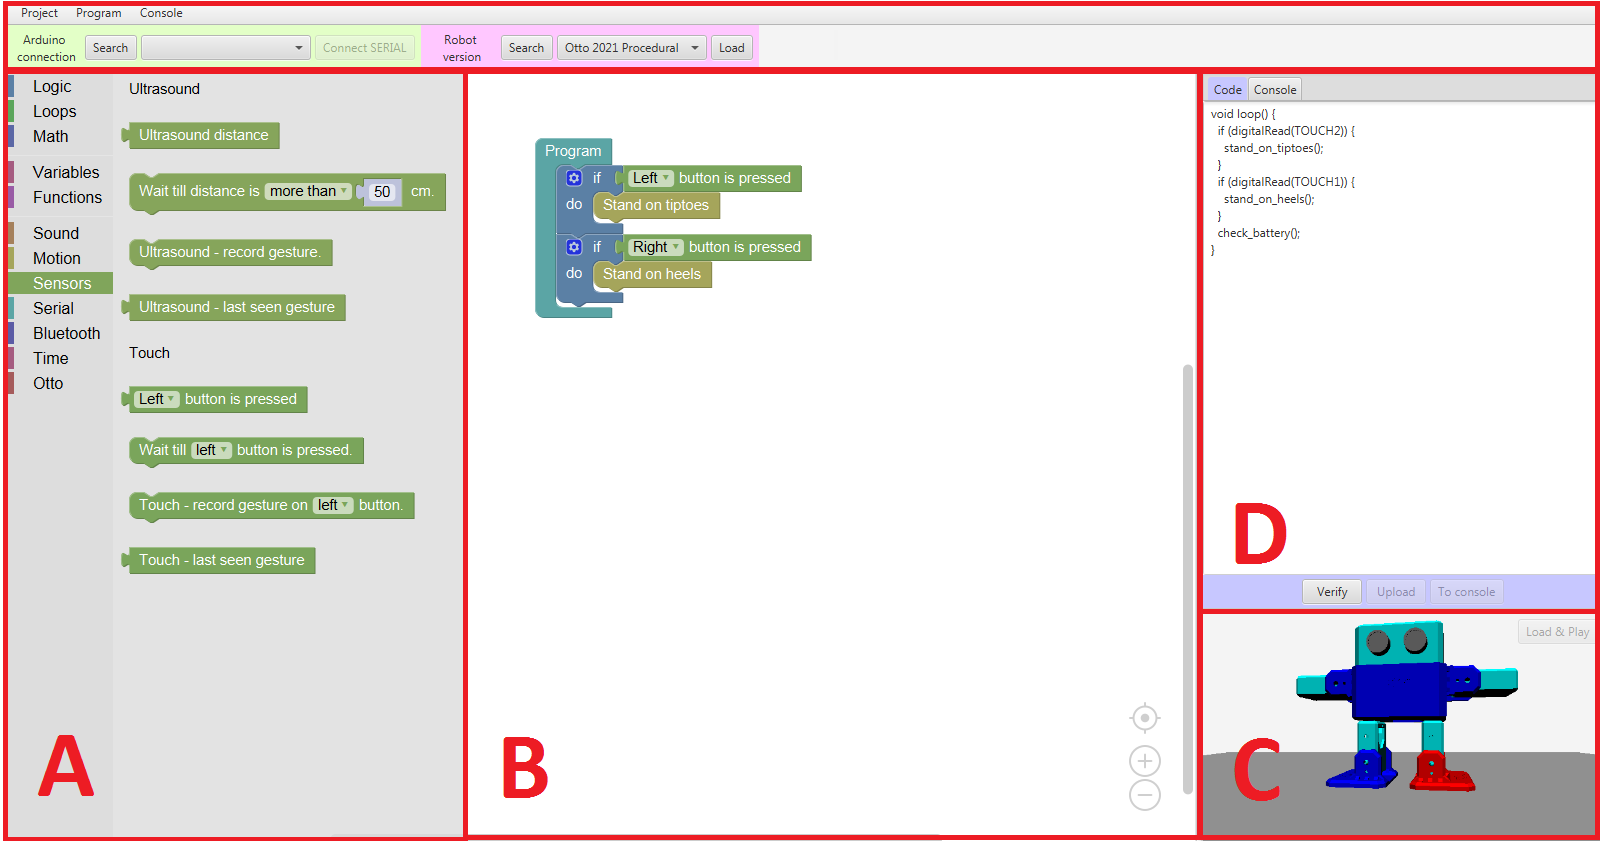 Project Program Console
Arduino connection Search Connect SERIAL Robot version Search Otto 2021 Procedural Load
Logic
Loops
Math
Variables
Functions
Sound
Motion
Sensors
Serial
Bluetooth
Time
Otto
Ultrasound
Ultrasound distance
Wait till distance is more than 50 cm.
Ultrasound - record gesture.
Ultrasound - last seen gesture
Touch
Left button is pressed
Wait till left button is pressed.
Touch - record gesture on left button.
Touch - last seen gesture
A
Program
if Left button is pressed
do Stand on tiptoes
if Right button is pressed
do Stand on heels
B
Code Console
void loop() {
if (digitalRead(TOUCH2)) {
stand_on_tiptoes();
}
if (digitalRead(TOUCH1)) {
stand_on_heels();
}
check_battery();
}
D
Verify Upload To console
Load & Play
C